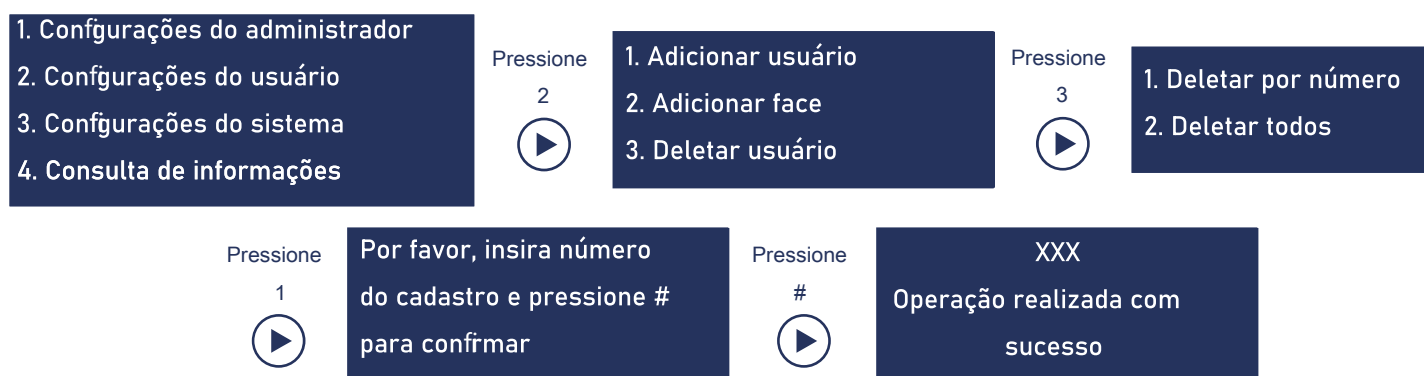 1. Configurações do administrador
2. Configurações do usuário
3. Configurações do sistema
4. Consulta de informações
Pressione
2
1. Adicionar usuário
2. Adicionar face
3. Deletar usuário
Pressione
3
1. Deletar por número
2. Deletar todos
Pressione
1
Por favor, insira número
do cadastro e pressione #
para confirmar
Pressione
#
XXX
Operação realizada com
sucesso